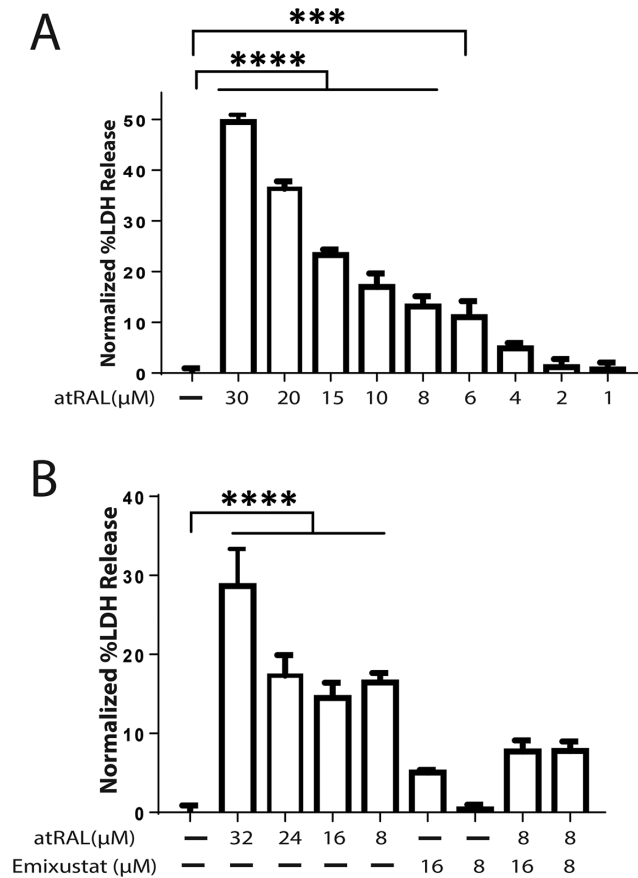 A
***
****
Normalized %LDH Release
50
40
30
20
10
0
atRAL(µM) — 30 20 15 10 8 6 4 2 1
B
****
Normalized %LDH Release
40
30
20
10
0
atRAL(µM) — 32 24 16 8 — — 8 8
Emixustat (µM) — — — — — 16 8 16 8